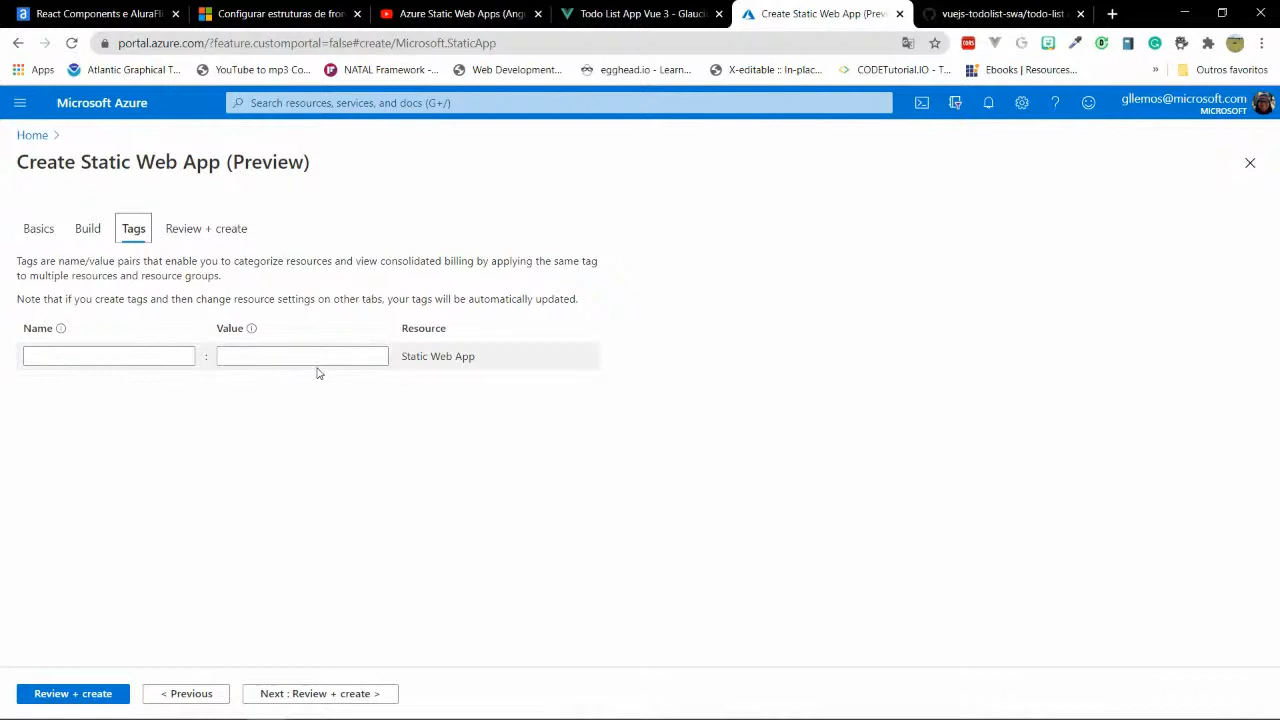 React Components e AluraFli
Configurar estruturas de fron
Azure Static Web Apps (Ang
Todo List App Vue 3 - Glauci
Create Static Web App (Prev
vuejs-todolist-swa/todo-list
portal.azure.com/?feature.customportal=false#create/Microsoft.StaticApp
Apps
Atlantic Graphical T...
YouTube to mp3 Co...
NATAL Framework -...
Web Development...
egghead.io - Learn...
X-editable :: In-plac...
CODETutorial.IO - T...
Ebooks | Resources...
»
Outros favoritos
Microsoft Azure
Search resources, services, and docs (G+/)
gllemos@microsoft.com
MICROSOFT
Home >
Create Static Web App (Preview)
Basics
Build
Tags
Review + create
Tags are name/value pairs that enable you to categorize resources and view consolidated billing by applying the same tag
to multiple resources and resource groups.
Note that if you create tags and then change resource settings on other tabs, your tags will be automatically updated.
Name
Value
Resource
:
Static Web App
Review + create
< Previous
Next : Review + create >